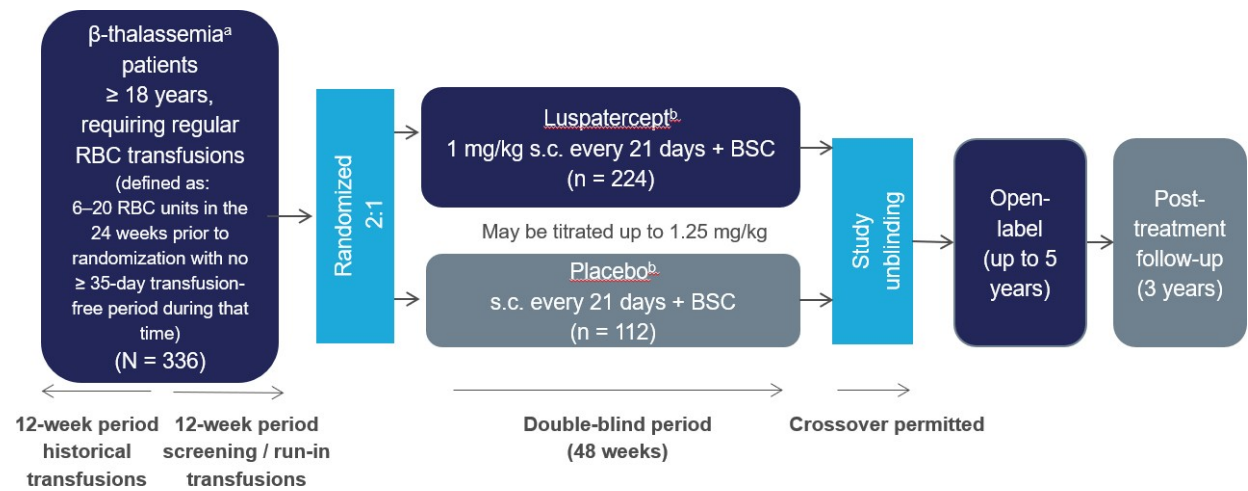 β-thalassemiaᵃ
patients
≥ 18 years,
requiring regular
RBC transfusions
(defined as:
6–20 RBC units in the
24 weeks prior to
randomization with no
≥ 35-day transfusion-
free period during that
time)
(N = 336)
Randomized
2:1
Luspaterceptᵇ
1 mg/kg s.c. every 21 days + BSC
(n = 224)
May be titrated up to 1.25 mg/kg
Placeboᵇ
s.c. every 21 days + BSC
(n = 112)
Study
unblinding
Open-
label
(up to 5
years)
Post-
treatment
follow-up
(3 years)
12-week period
historical
transfusions
12-week period
screening / run-in
transfusions
Double-blind period
(48 weeks)
Crossover permitted